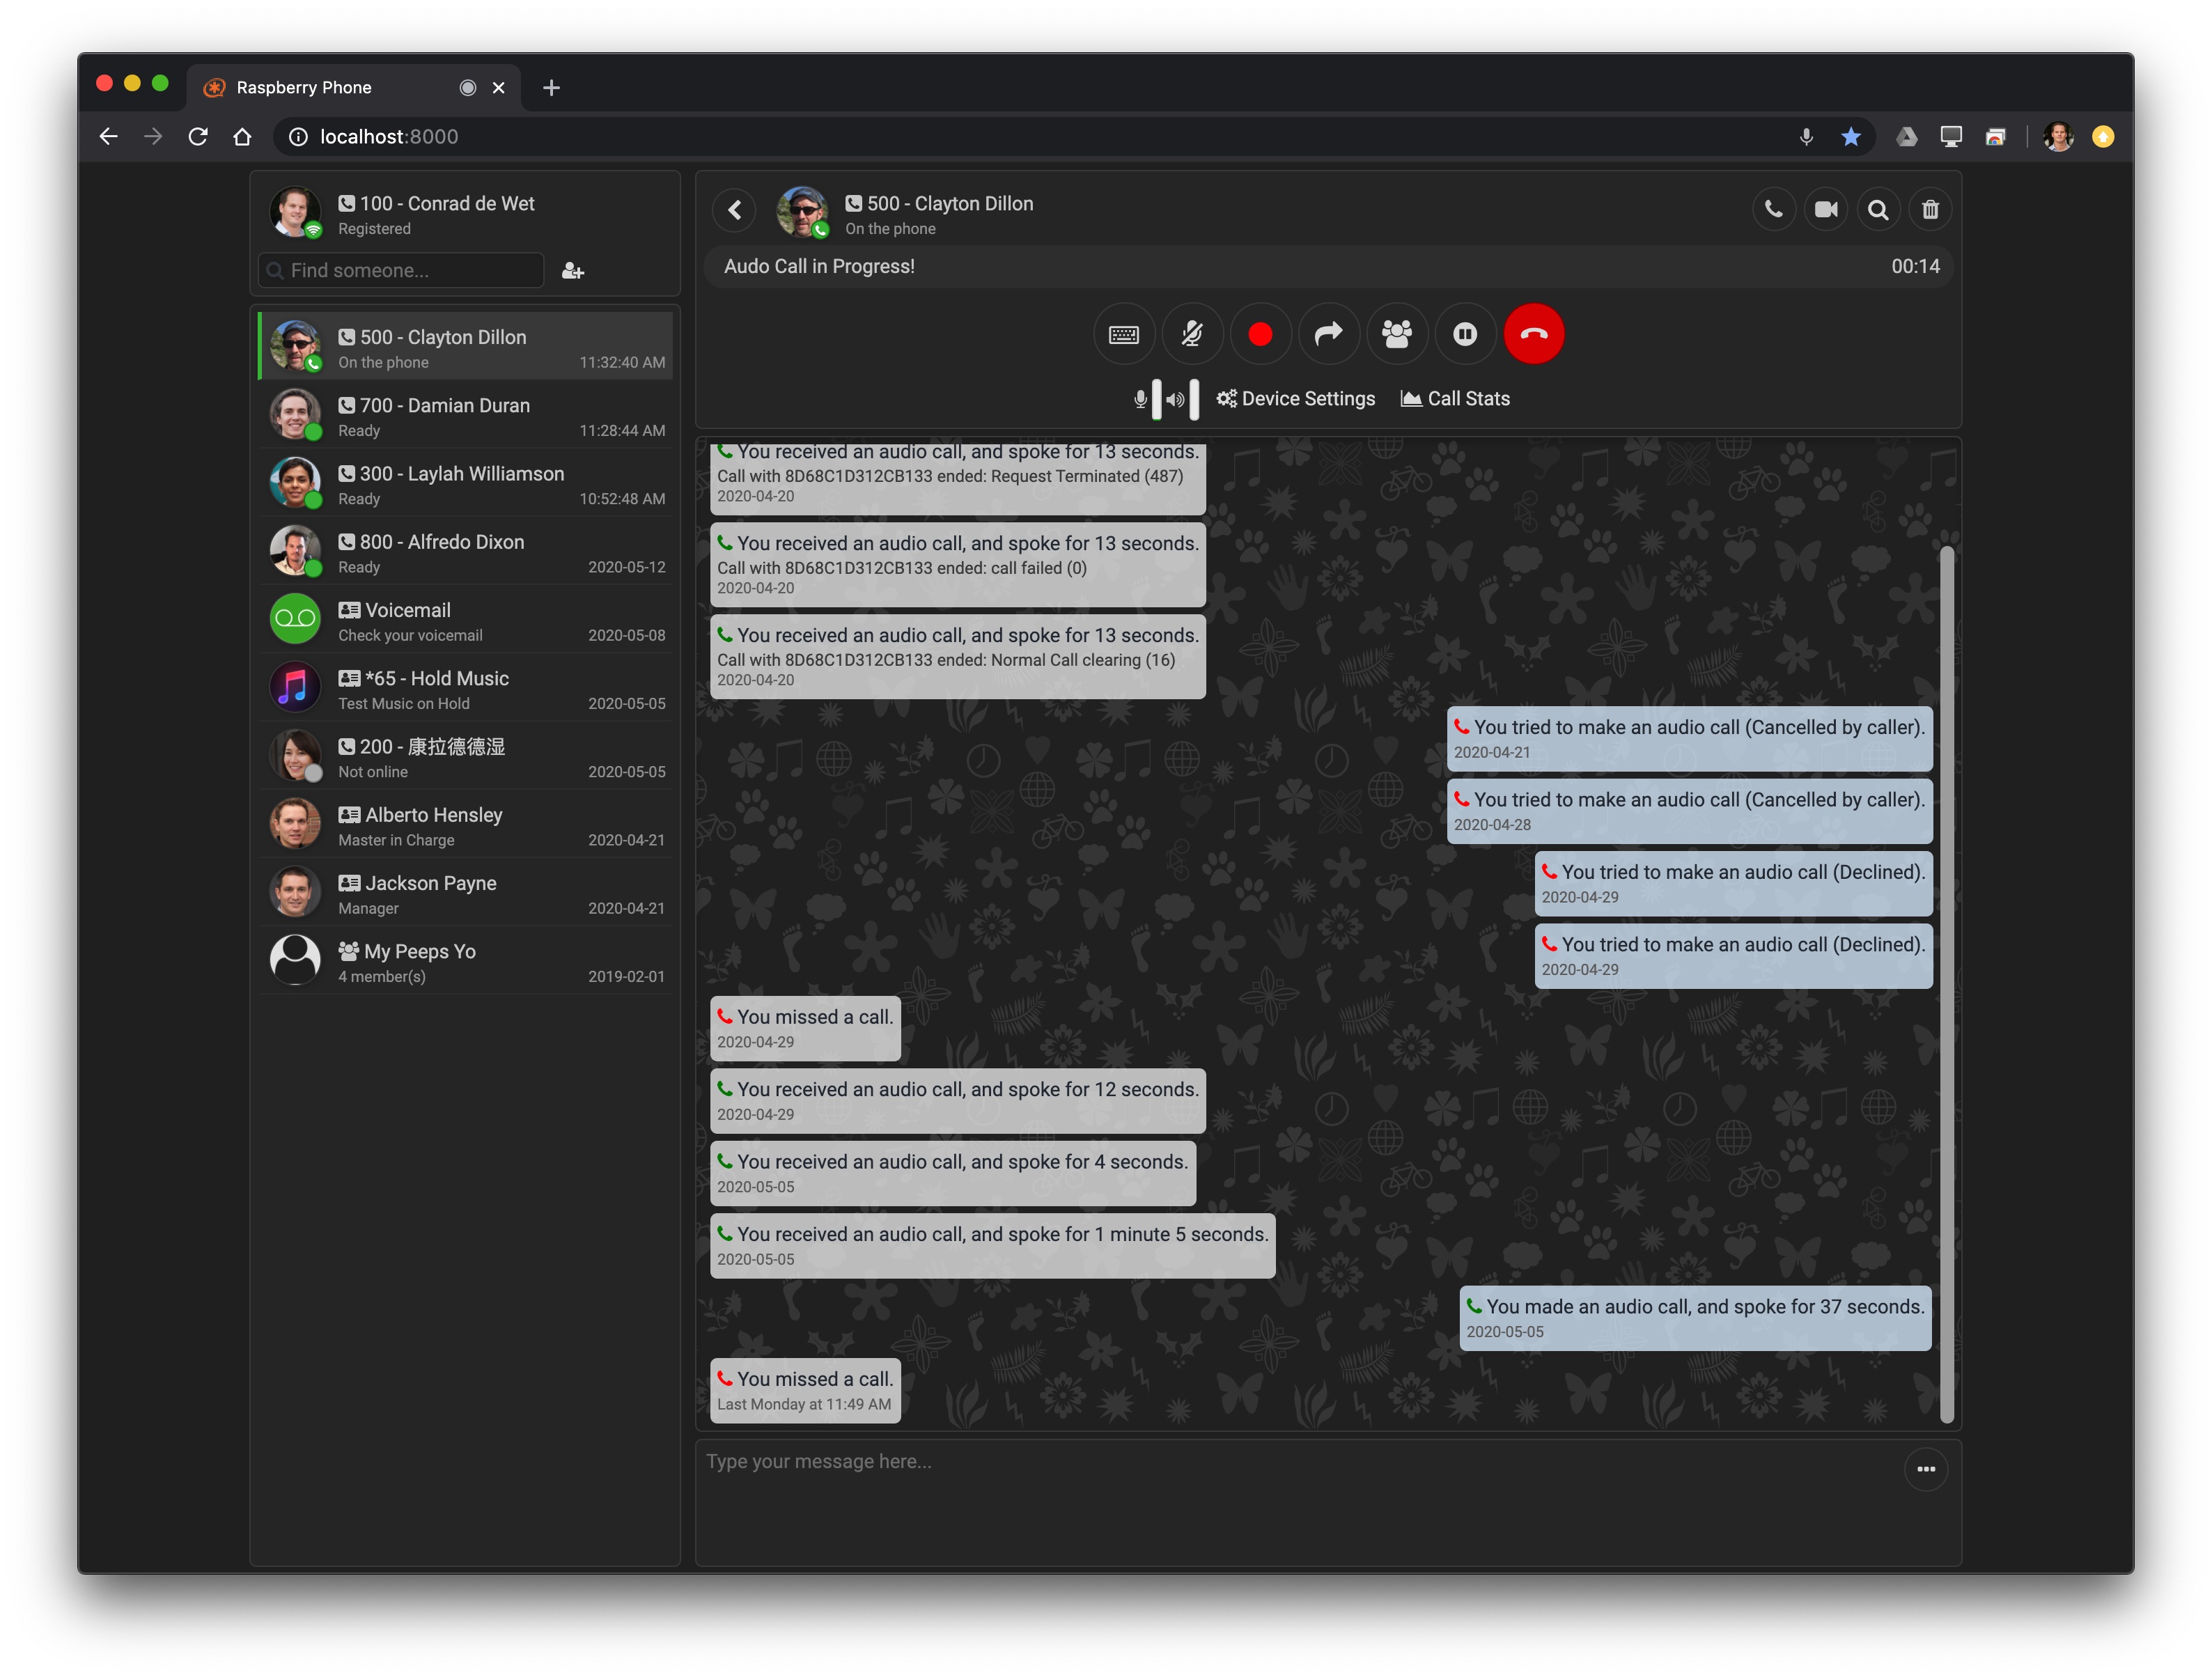 Raspberry Phone
localhost:8000
100 - Conrad de Wet
Registered
Find someone...
500 - Clayton Dillon
On the phone
11:32:40 AM
700 - Damian Duran
Ready
11:28:44 AM
300 - Laylah Williamson
Ready
10:52:48 AM
800 - Alfredo Dixon
Ready
2020-05-12
Voicemail
Check your voicemail
2020-05-08
*65 - Hold Music
Test Music on Hold
2020-05-05
200 - 康拉德德湿
Not online
2020-05-05
Alberto Hensley
Master in Charge
2020-04-21
Jackson Payne
Manager
2020-04-21
My Peeps Yo
4 member(s)
2019-02-01
500 - Clayton Dillon
On the phone
Audo Call in Progress!
00:14
Device Settings
Call Stats
You received an audio call, and spoke for 13 seconds.
Call with 8D68C1D312CB133 ended: Request Terminated (487)
2020-04-20
You received an audio call, and spoke for 13 seconds.
Call with 8D68C1D312CB133 ended: call failed (0)
2020-04-20
You received an audio call, and spoke for 13 seconds.
Call with 8D68C1D312CB133 ended: Normal Call clearing (16)
2020-04-20
You tried to make an audio call (Cancelled by caller).
2020-04-21
You tried to make an audio call (Cancelled by caller).
2020-04-28
You tried to make an audio call (Declined).
2020-04-29
You tried to make an audio call (Declined).
2020-04-29
You missed a call.
2020-04-29
You received an audio call, and spoke for 12 seconds.
2020-04-29
You received an audio call, and spoke for 4 seconds.
2020-05-05
You received an audio call, and spoke for 1 minute 5 seconds.
2020-05-05
You made an audio call, and spoke for 37 seconds.
2020-05-05
You missed a call.
Last Monday at 11:49 AM
Type your message here...